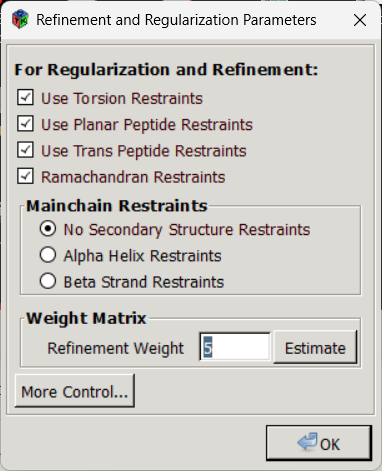 Refinement and Regularization Parameters
For Regularization and Refinement:
Use Torsion Restraints
Use Planar Peptide Restraints
Use Trans Peptide Restraints
Ramachandran Restraints
Mainchain Restraints
No Secondary Structure Restraints
Alpha Helix Restraints
Beta Strand Restraints
Weight Matrix
Refinement Weight 5 Estimate
More Control...
OK